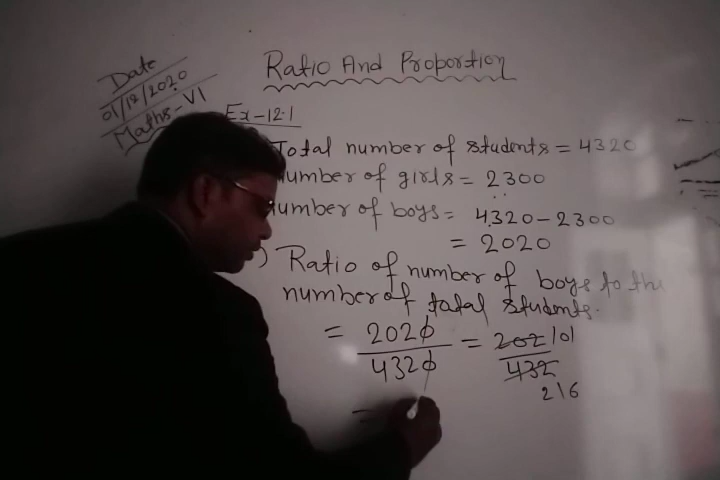 Ratio And Proportion
Date
01/12/2020
Maths-VI
Ex-12.1
Total number of students = 4320
number of girls = 2300
number of boys = 4320-2300
= 2020
) Ratio of number of boys to the
number of total students.
= 2020/4320 = 202/432 101
216
=